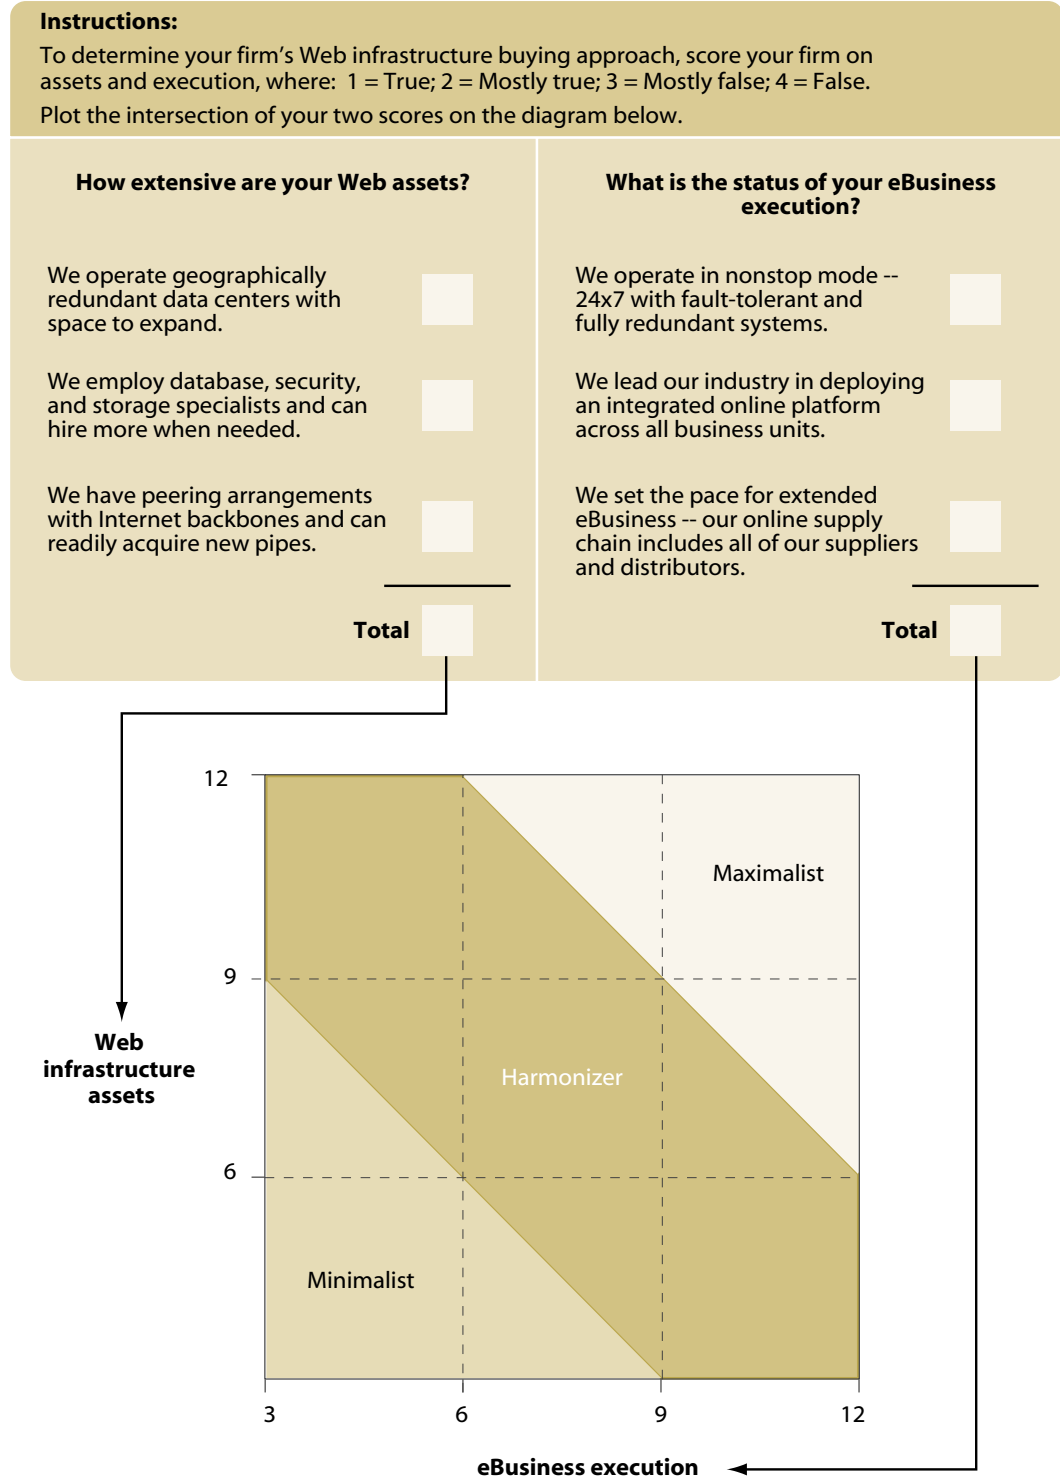 Instructions:
To determine your firm's Web infrastructure buying approach, score your firm on
assets and execution, where: 1 = True; 2 = Mostly true; 3 = Mostly false; 4 = False.
Plot the intersection of your two scores on the diagram below.
How extensive are your Web assets?
We operate geographically
redundant data centers with
space to expand.
We employ database, security,
and storage specialists and can
hire more when needed.
We have peering arrangements
with Internet backbones and can
readily acquire new pipes.
Total
What is the status of your eBusiness
execution?
We operate in nonstop mode --
24x7 with fault-tolerant and
fully redundant systems.
We lead our industry in deploying
an integrated online platform
across all business units.
We set the pace for extended
eBusiness -- our online supply
chain includes all of our suppliers
and distributors.
Total
12
Maximalist
9
Web
infrastructure
assets
Harmonizer
6
Minimalist
3 6 9 12
eBusiness execution